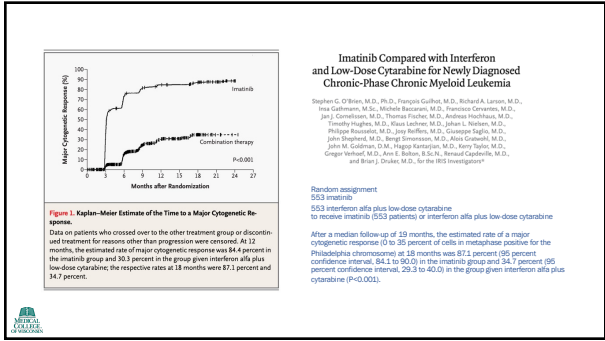 100
90
80
70
60
50
40
30
20
10
0
Major Cytogenetic Response (%)
Imatinib
Combination therapy
P<0.001
0 3 6 9 12 15 18 21 24 27
Months after Randomization
Figure 1. Kaplan–Meier Estimate of the Time to a Major Cytogenetic Re-
sponse.
Data on patients who crossed over to the other treatment group or discontin-
ued treatment for reasons other than progression were censored. At 12
months, the estimated rate of major cytogenetic response was 84.4 percent in
the imatinib group and 30.3 percent in the group given interferon alfa plus
low-dose cytarabine; the respective rates at 18 months were 87.1 percent and
34.7 percent.
MEDICAL
COLLEGE
OF WISCONSIN
Imatinib Compared with Interferon
and Low-Dose Cytarabine for Newly Diagnosed
Chronic-Phase Chronic Myeloid Leukemia
Stephen G. O'Brien, M.D., Ph.D., François Guilhot, M.D., Richard A. Larson, M.D.,
Insa Gathmann, M.Sc., Michele Baccarani, M.D., Francisco Cervantes, M.D.,
Jan J. Cornelissen, M.D., Thomas Fischer, M.D., Andreas Hochhaus, M.D.,
Timothy Hughes, M.D., Klaus Lechner, M.D., Johan L. Nielsen, M.D.,
Philippe Rousselot, M.D., Josy Reiffers, M.D., Giuseppe Saglio, M.D.,
John Shepherd, M.D., Bengt Simonsson, M.D., Alois Gratwohl, M.D.,
John M. Goldman, D.M., Hagop Kantarjian, M.D., Kerry Taylor, M.D.,
Gregor Verhoef, M.D., Ann E. Bolton, B.Sc.N., Renaud Capdeville, M.D.,
and Brian J. Druker, M.D., for the IRIS Investigators*
Random assignment
553 imatinib
553 interferon alfa plus low-dose cytarabine
to receive imatinib (553 patients) or interferon alfa plus low-dose cytarabine
After a median follow-up of 19 months, the estimated rate of a major
cytogenetic response (0 to 35 percent of cells in metaphase positive for the
Philadelphia chromosome) at 18 months was 87.1 percent (95 percent
confidence interval, 84.1 to 90.0) in the imatinib group and 34.7 percent (95
percent confidence interval, 29.3 to 40.0) in the group given interferon alfa plus
cytarabine (P<0.001).